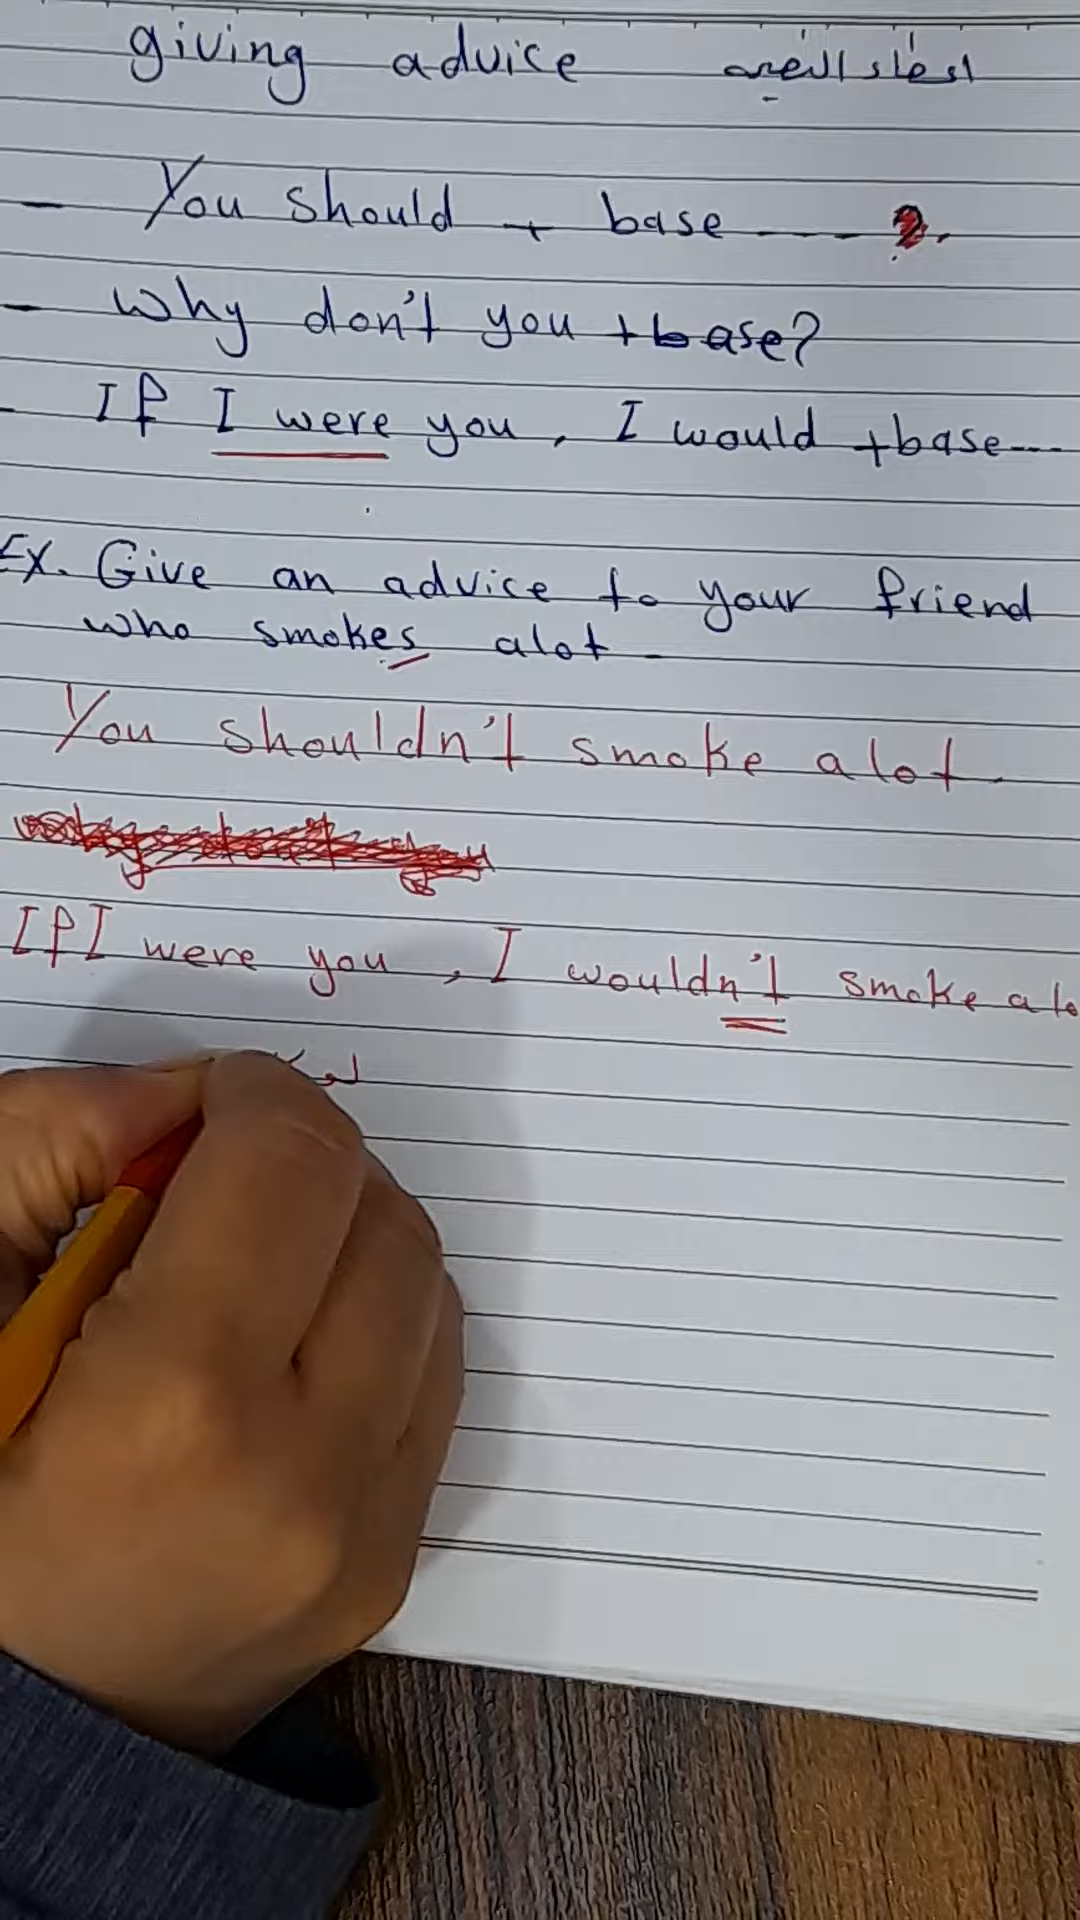 giving advice اعطاء النصيحة
- You should + base ---- .
- Why don't you +base?
- If I were you, I would +base---
Ex. Give an advice to your friend
who smokes alot.
You shouldn't smoke alot.
If I were you, I wouldn't smoke alo